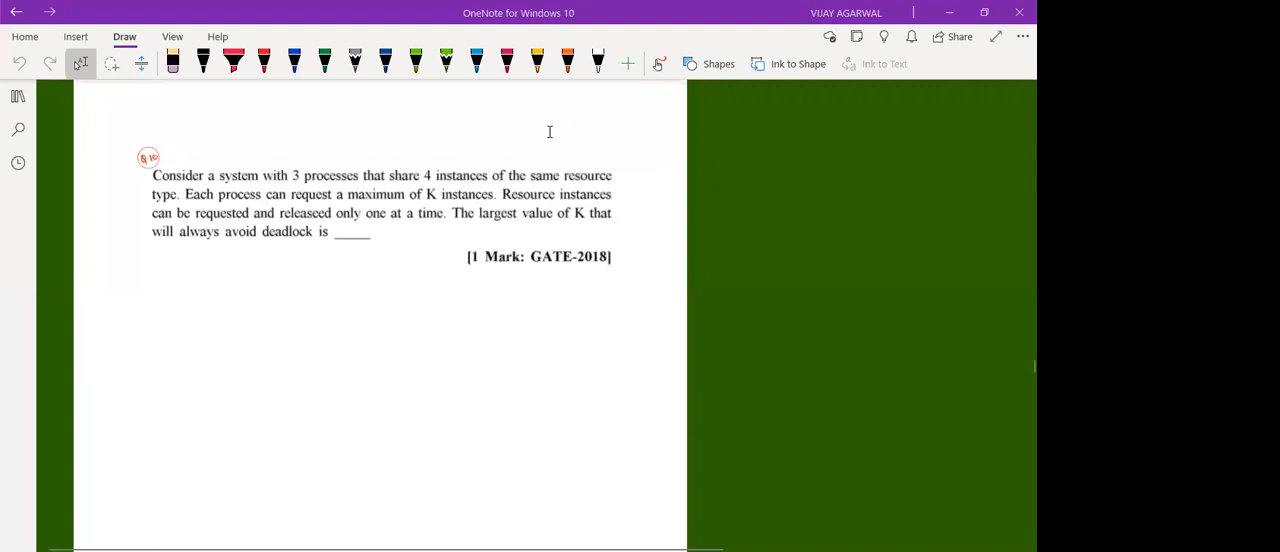 OneNote for Windows 10
VIJAY AGARWAL
Home Insert Draw View Help
Share
Shapes Ink to Shape Ink to Text
Q.10
Consider a system with 3 processes that share 4 instances of the same resource
type. Each process can request a maximum of K instances. Resource instances
can be requested and releaseed only one at a time. The largest value of K that
will always avoid deadlock is _____
[1 Mark: GATE-2018]